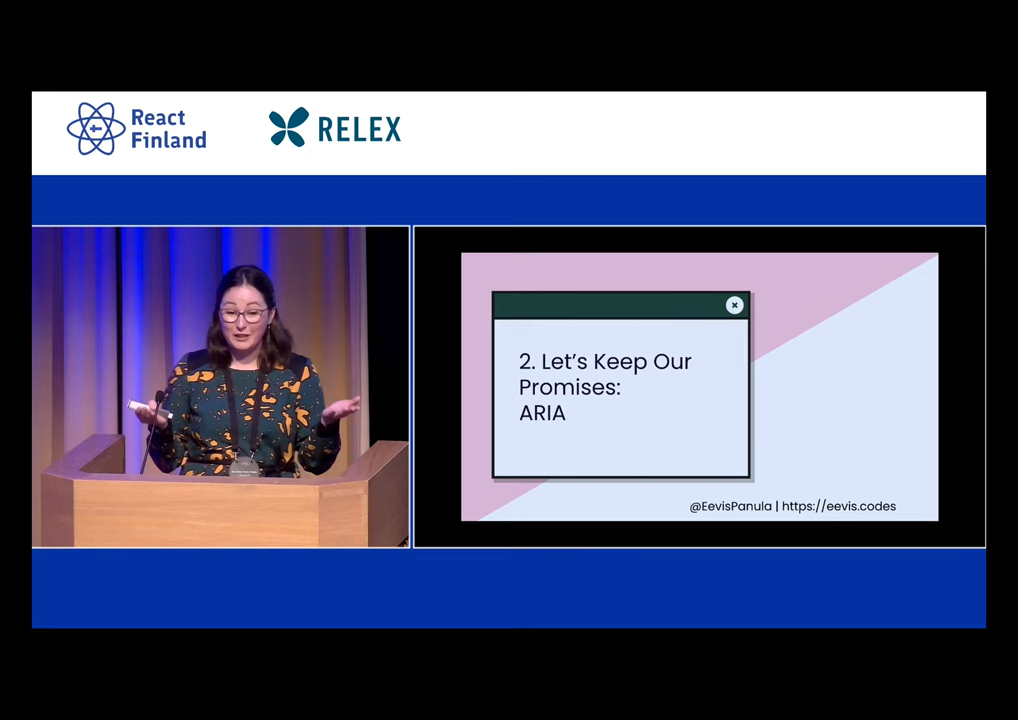 React
Finland
RELEX
2. Let's Keep Our
Promises:
ARIA
@EevisPanula | https://eevis.codes